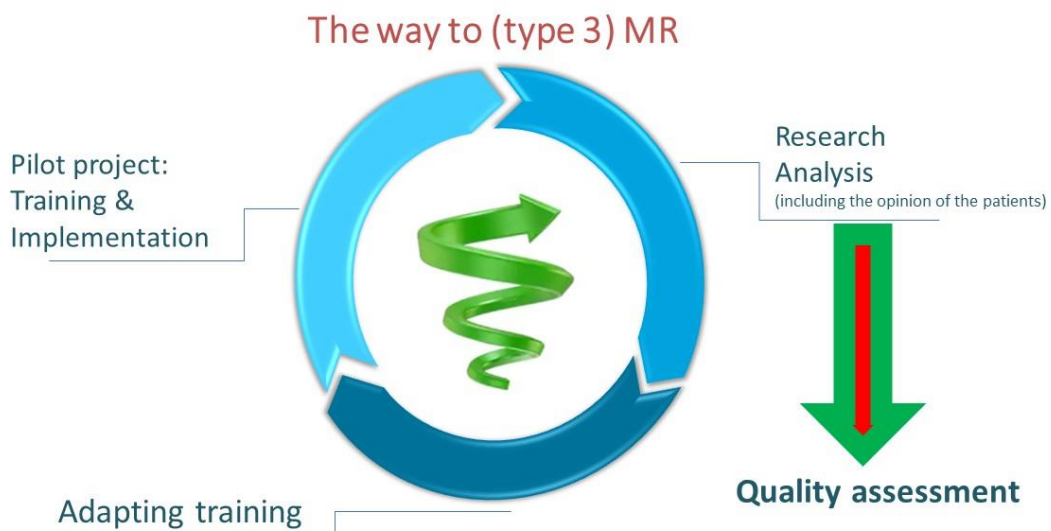 The way to (type 3) MR
Pilot project:
Training &
Implementation
Research
Analysis
(including the opinion of the patients)
Adapting training
Quality assessment